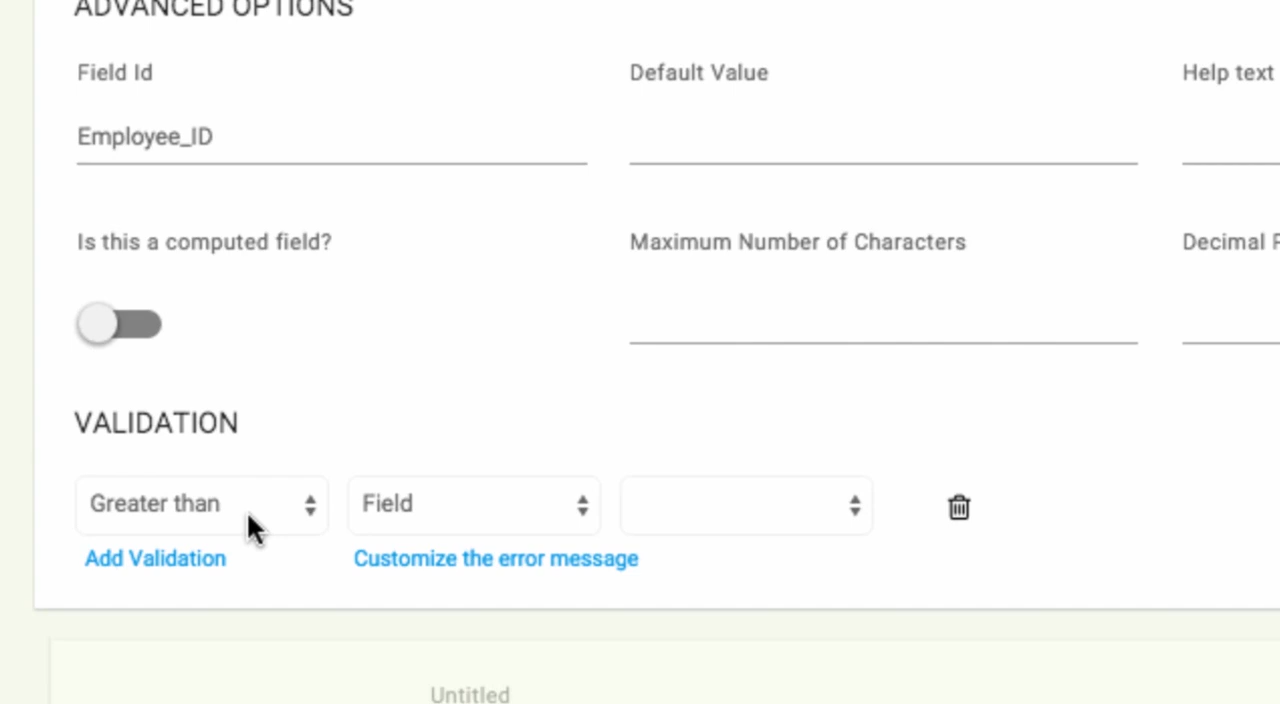 ADVANCED OPTIONS
Field Id
Default Value
Help text
Employee_ID
Is this a computed field?
Maximum Number of Characters
Decimal
VALIDATION
Greater than
Field
Add Validation
Customize the error message
Untitled